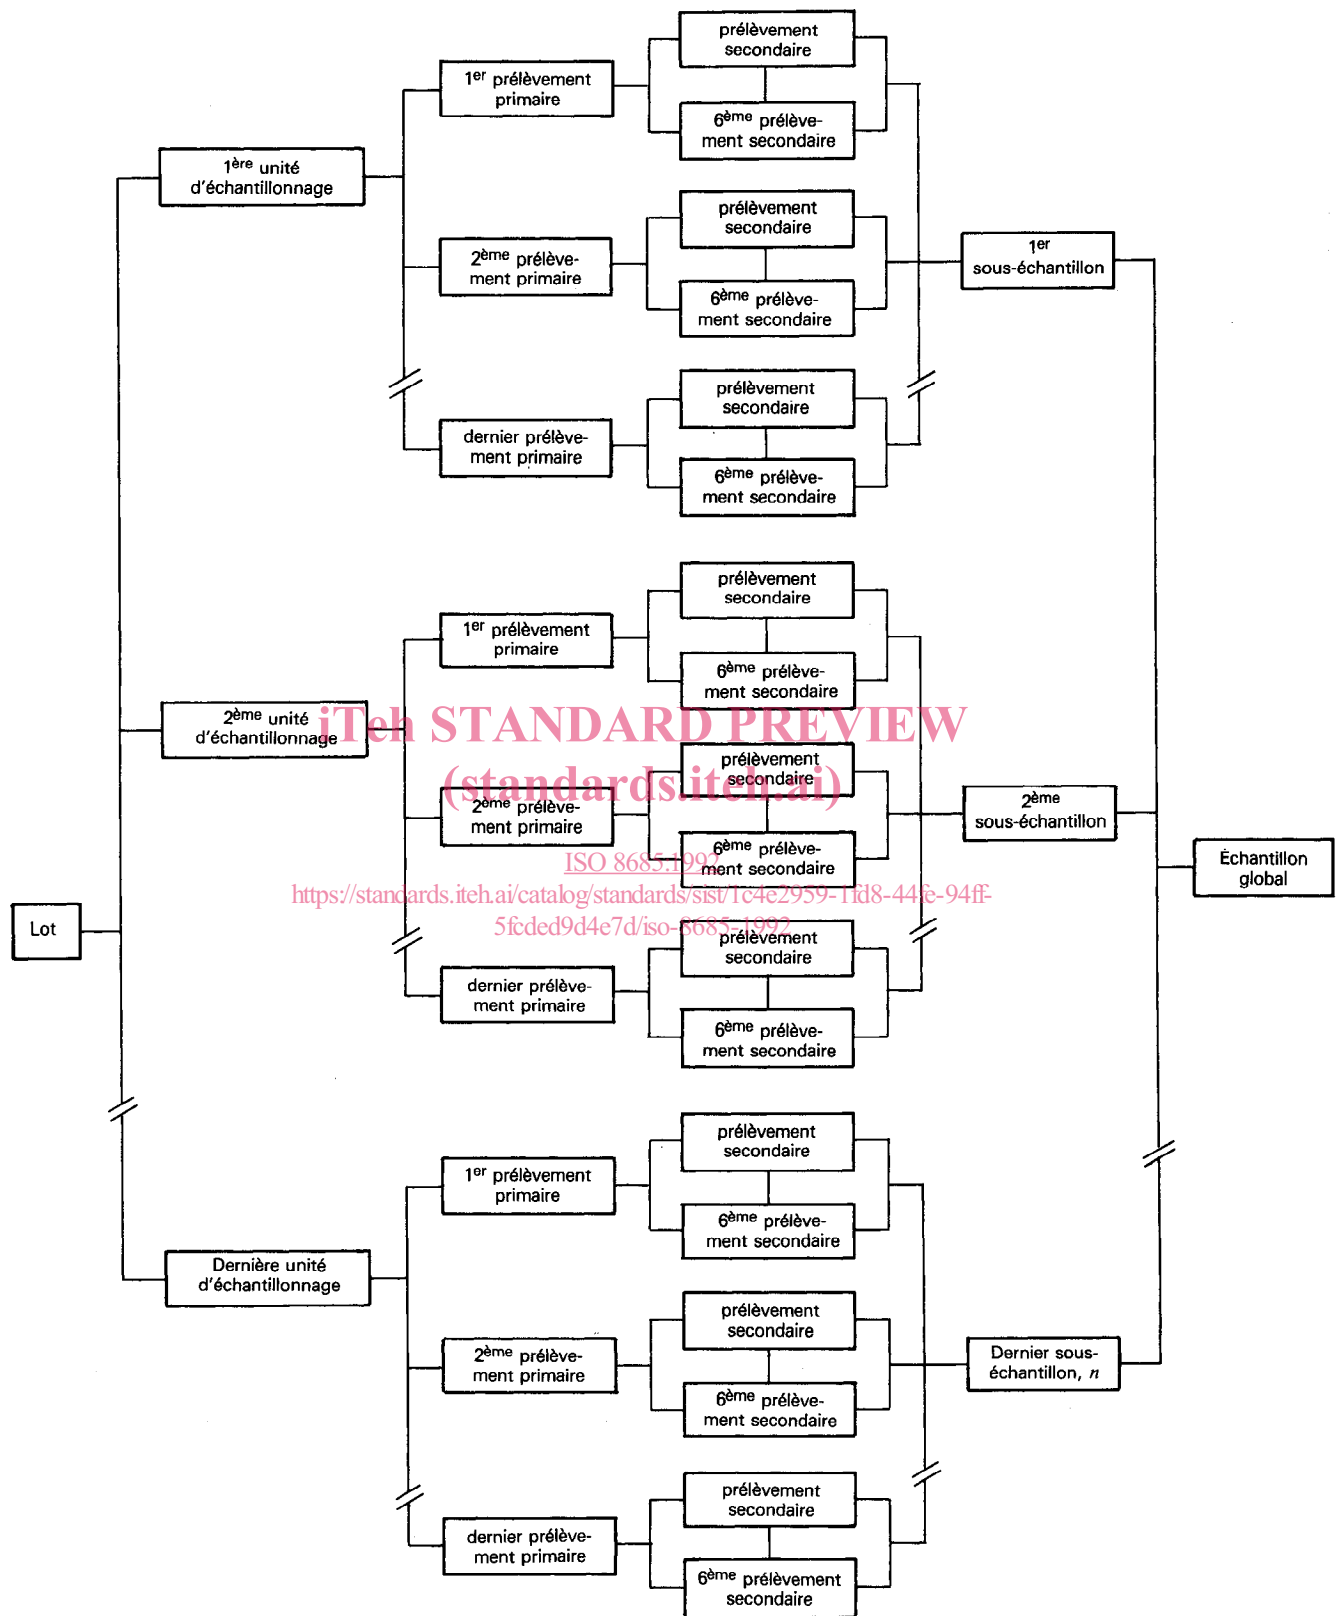 prélèvement
secondaire
1er prélèvement
primaire
6ème prélève-
ment secondaire
1ère unité
d'échantillonnage
prélèvement
secondaire
2ème prélève-
ment primaire
6ème prélève-
ment secondaire
1er
sous-échantillon
prélèvement
secondaire
dernier prélève-
ment primaire
6ème prélève-
ment secondaire
prélèvement
secondaire
1er prélèvement
primaire
6ème prélève-
ment secondaire
2ème unité
d'échantillonnage
iTeh STANDARD PREVIEW
(standards.iteh.ai)
prélèvement
secondaire
2ème prélève-
ment primaire
6ème prélève-
ment secondaire
2ème
sous-échantillon
Échantillon
global
ISO 8685:1992
https://standards.iteh.ai/catalog/standards/sist/1c4e2959-1fd8-44fe-94ff-
5fcded9d4e7d/iso-8685-1992
Lot
prélèvement
secondaire
dernier prélève-
ment primaire
6ème prélève-
ment secondaire
prélèvement
secondaire
1er prélèvement
primaire
6ème prélève-
ment secondaire
Dernière unité
d'échantillonnage
prélèvement
secondaire
2ème prélève-
ment primaire
6ème prélève-
ment secondaire
Dernier sous-
échantillon, n
prélèvement
secondaire
dernier prélève-
ment primaire
6ème prélèvement
secondaire